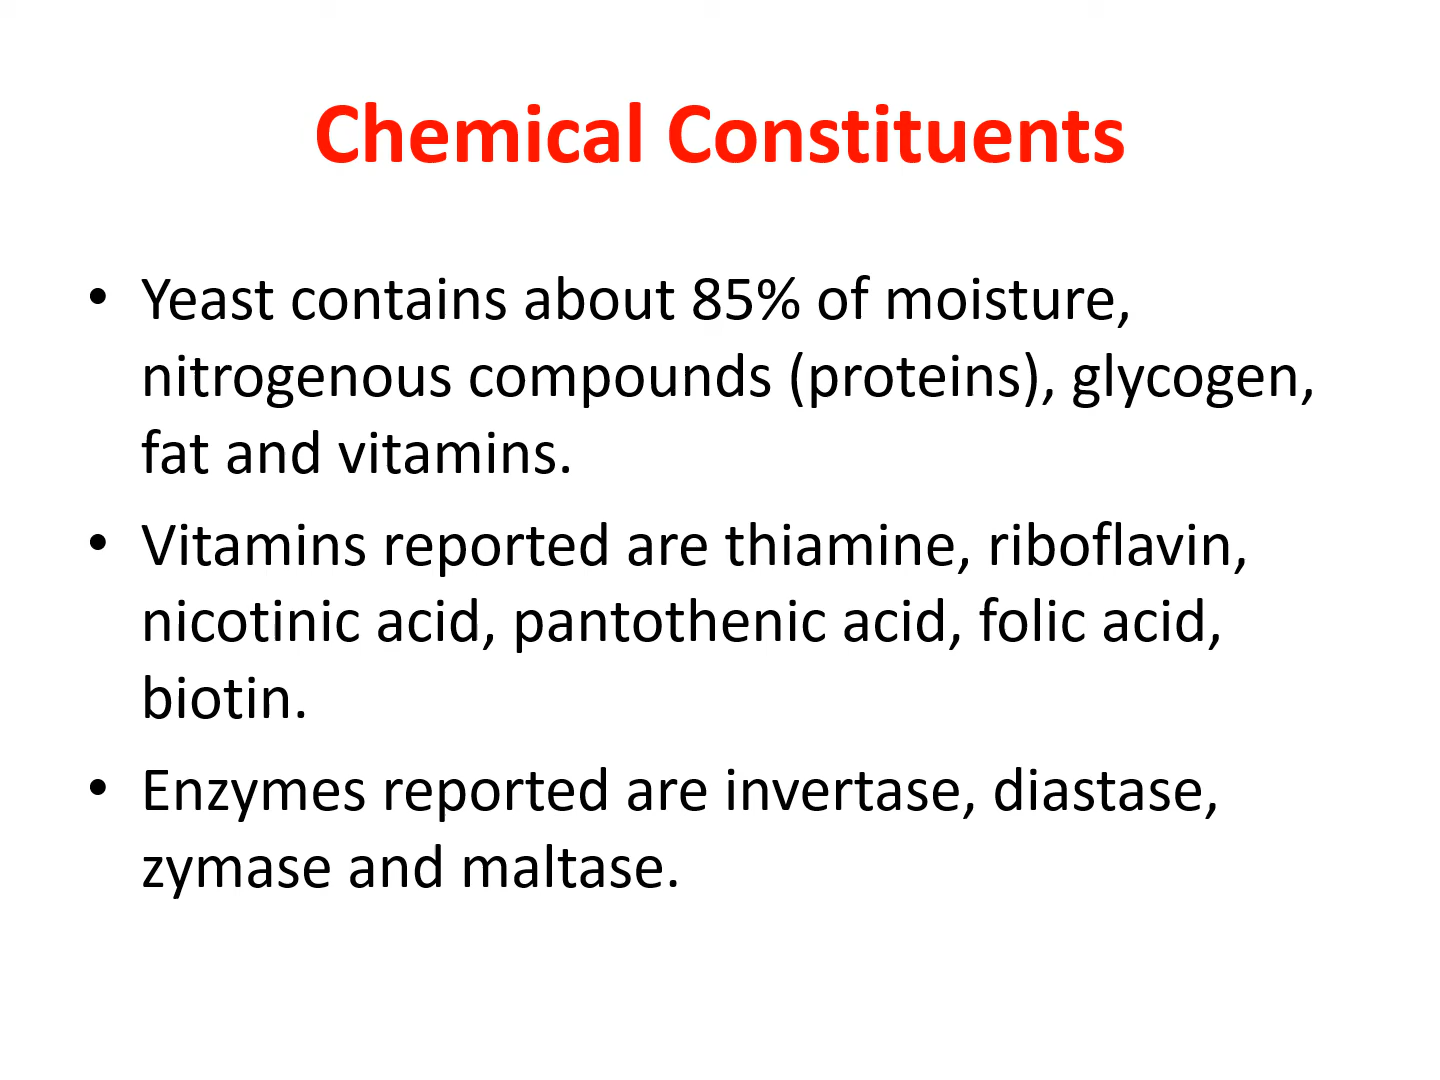 Chemical Constituents
• Yeast contains about 85% of moisture,
nitrogenous compounds (proteins), glycogen,
fat and vitamins.
• Vitamins reported are thiamine, riboflavin,
nicotinic acid, pantothenic acid, folic acid,
biotin.
• Enzymes reported are invertase, diastase,
zymase and maltase.